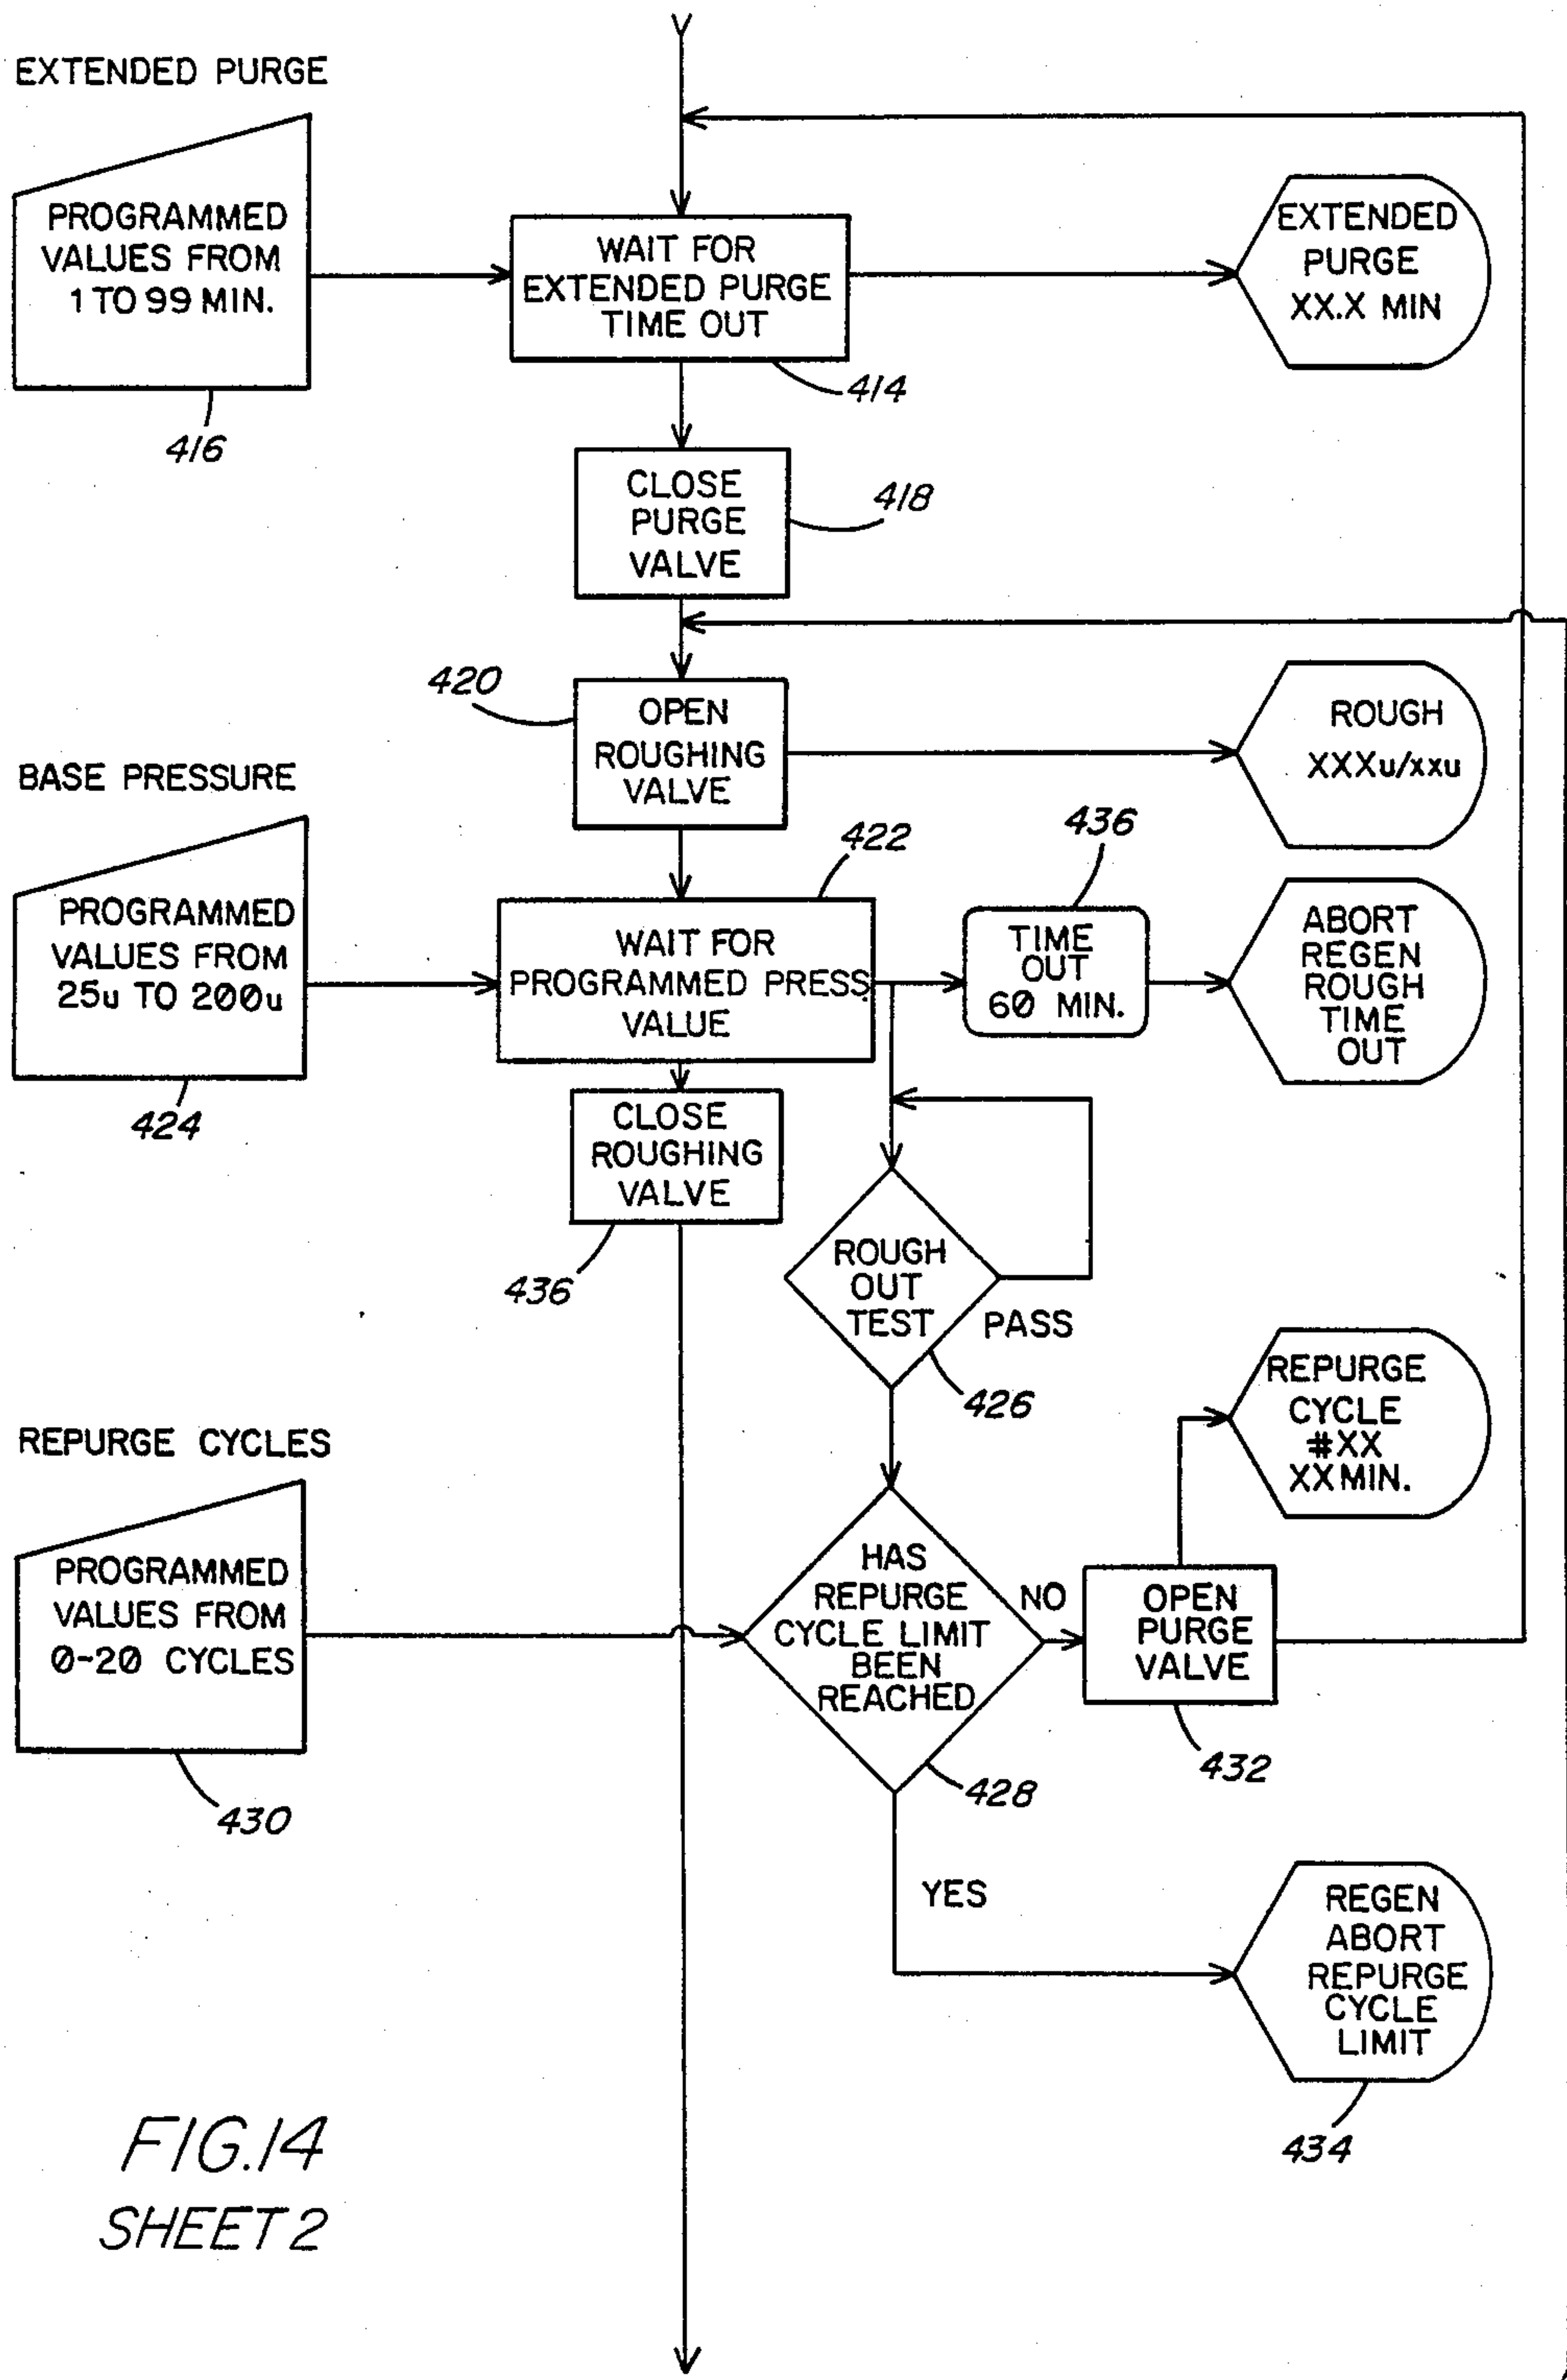 EXTENDED PURGE
PROGRAMMED
VALUES FROM
1 TO 99 MIN.
416
WAIT FOR
EXTENDED PURGE
TIME OUT
414
EXTENDED
PURGE
XX.X MIN
CLOSE
PURGE
VALVE
418
420
OPEN
ROUGHING
VALVE
ROUGH
XXXu/xxu
BASE PRESSURE
PROGRAMMED
VALUES FROM
25u TO 200u
424
422
WAIT FOR
PROGRAMMED PRESS.
VALUE
436
TIME
OUT
60 MIN.
ABORT
REGEN
ROUGH
TIME
OUT
CLOSE
ROUGHING
VALVE
436
ROUGH
OUT
TEST
PASS
426
REPURGE
CYCLE
#XX
XX MIN.
REPURGE CYCLES
PROGRAMMED
VALUES FROM
0-20 CYCLES
430
HAS
REPURGE
CYCLE LIMIT
BEEN
REACHED
NO
428
OPEN
PURGE
VALVE
432
YES
REGEN
ABORT
REPURGE
CYCLE
LIMIT
434
FIG.14
SHEET 2